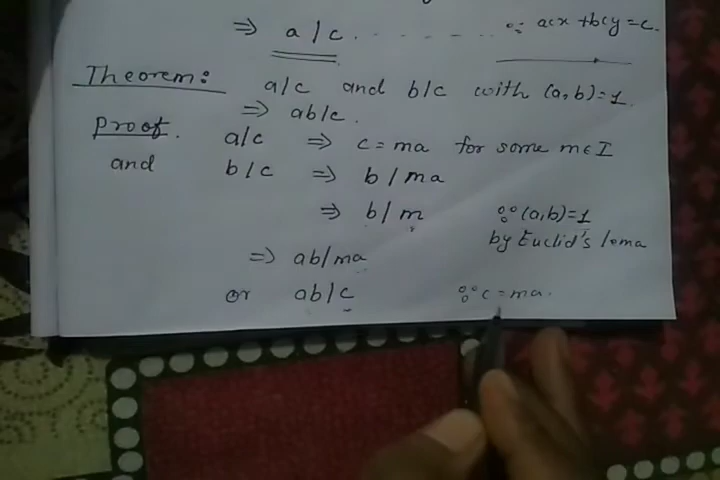 ⇒ a/c. - - - - - - - ∵ acx + bcy = c.
Theorem: a/c and b/c with (a, b) = 1.
⇒ ab/c.
Proof. a/c ⇒ c = ma for some m ∈ I
and b/c ⇒ b/ma
⇒ b/m ∵ (a,b) = 1
by Euclid's lema
⇒ ab/ma
or ab/c ∵ c = ma.